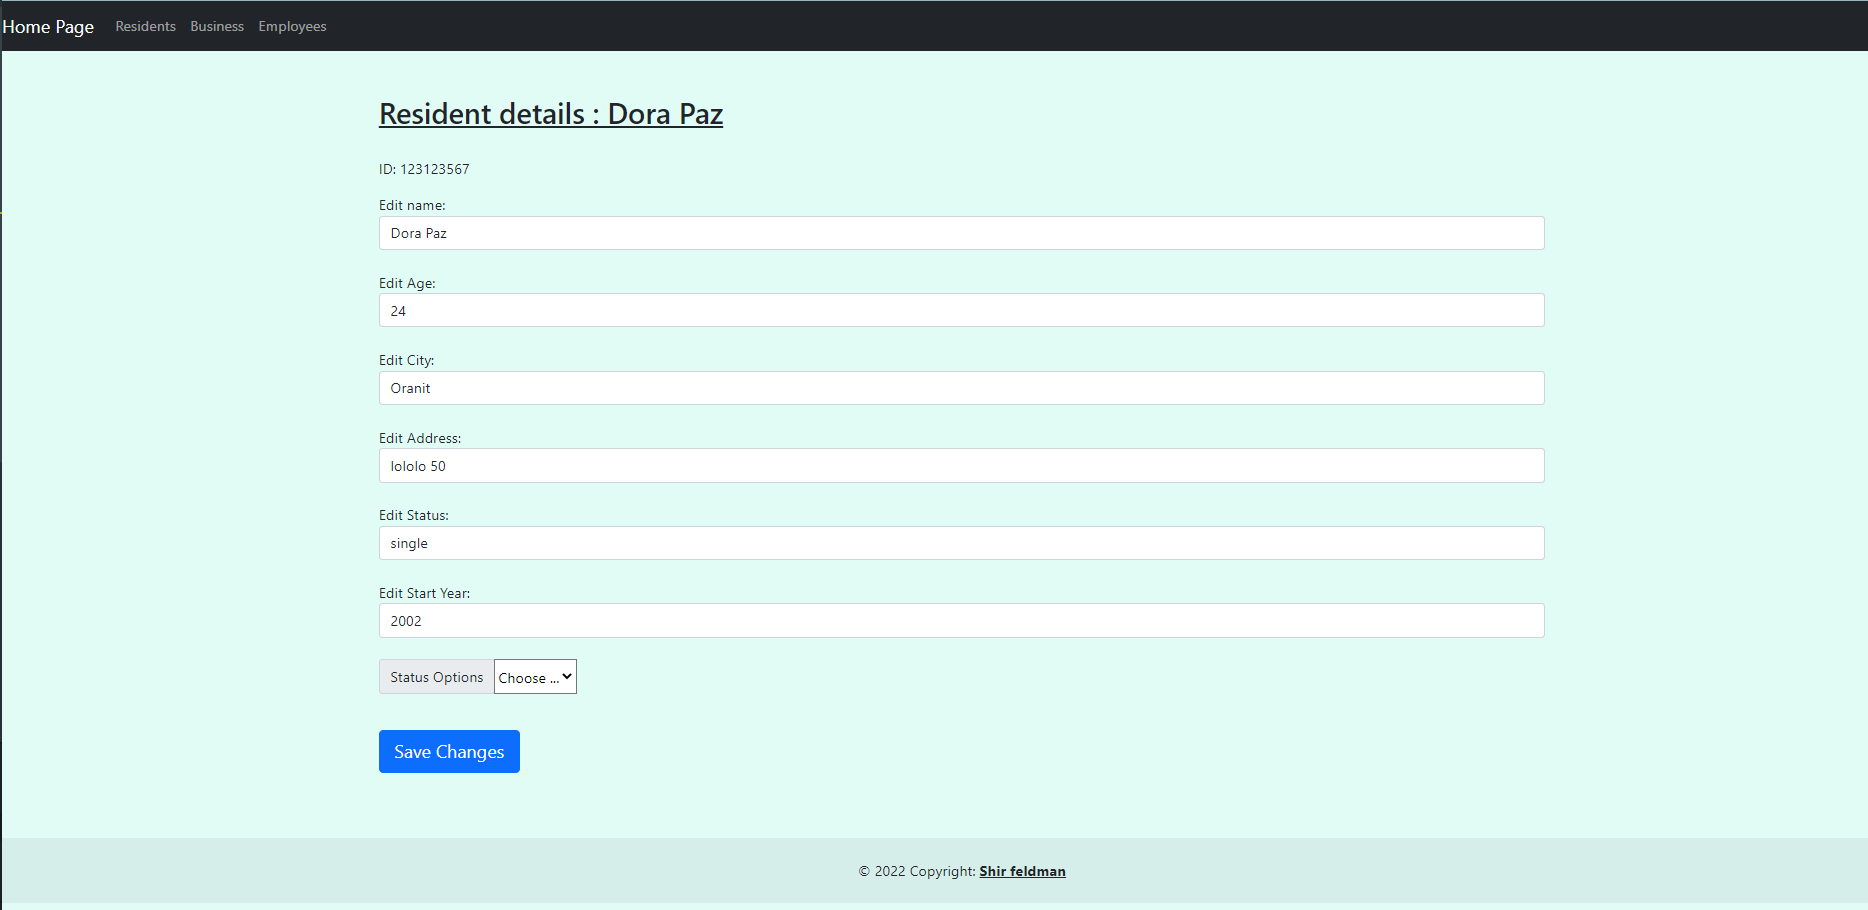 Home Page Residents Business Employees
Resident details : Dora Paz
ID: 123123567
Edit name:
Dora Paz
Edit Age:
24
Edit City:
Oranit
Edit Address:
lololo 50
Edit Status:
single
Edit Start Year:
2002
Status Options Choose ...
Save Changes
© 2022 Copyright: Shir feldman